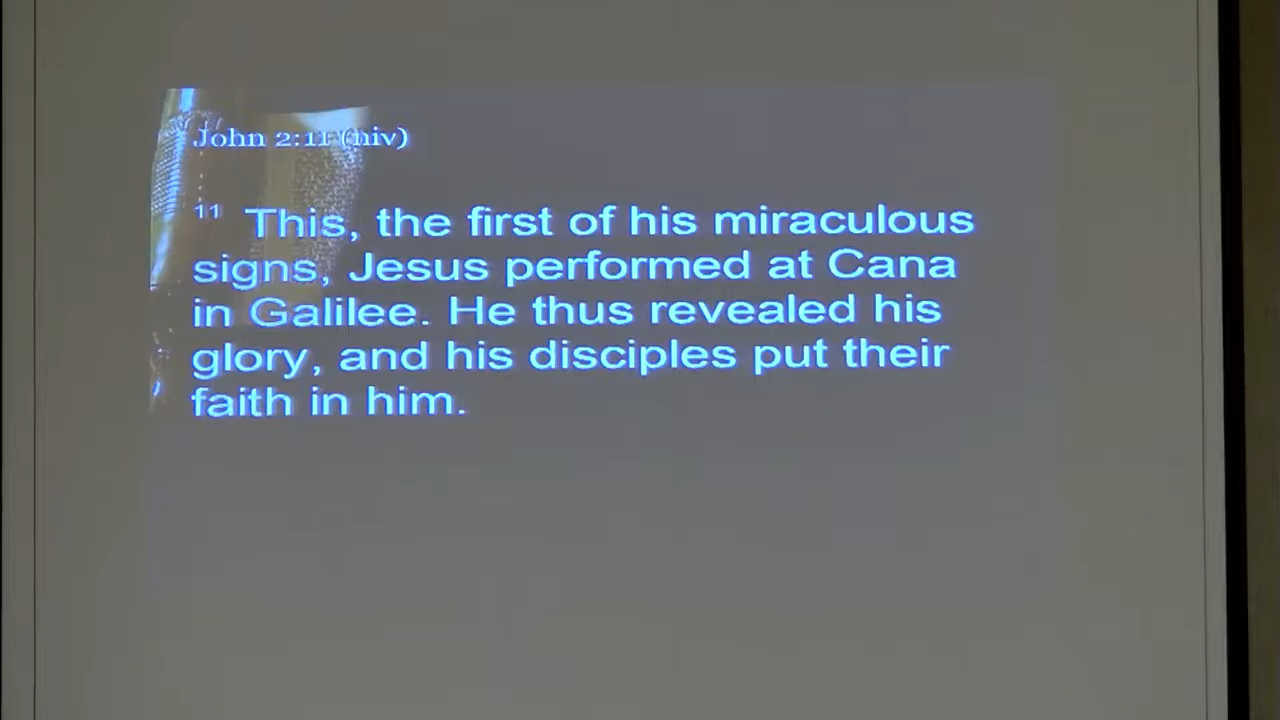 John 2:11 (niv)
11 This, the first of his miraculous
signs, Jesus performed at Cana
in Galilee. He thus revealed his
glory, and his disciples put their
faith in him.